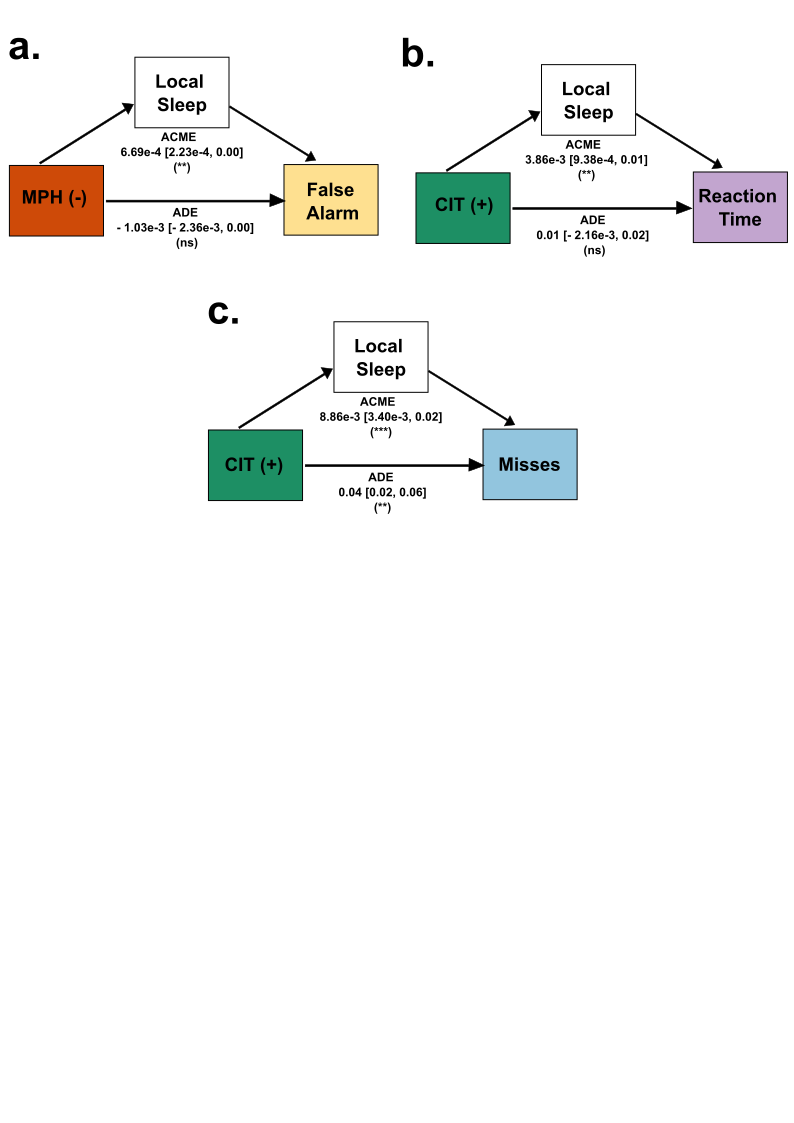 a.
Local
Sleep
ACME
6.69e-4 [2.23e-4, 0.00]
(**)
MPH (-)
False
Alarm
ADE
- 1.03e-3 [- 2.36e-3, 0.00]
(ns)
b.
Local
Sleep
ACME
3.86e-3 [9.38e-4, 0.01]
(**)
CIT (+)
Reaction
Time
ADE
0.01 [- 2.16e-3, 0.02]
(ns)
c.
Local
Sleep
ACME
8.86e-3 [3.40e-3, 0.02]
(***)
CIT (+)
Misses
ADE
0.04 [0.02, 0.06]
(**)